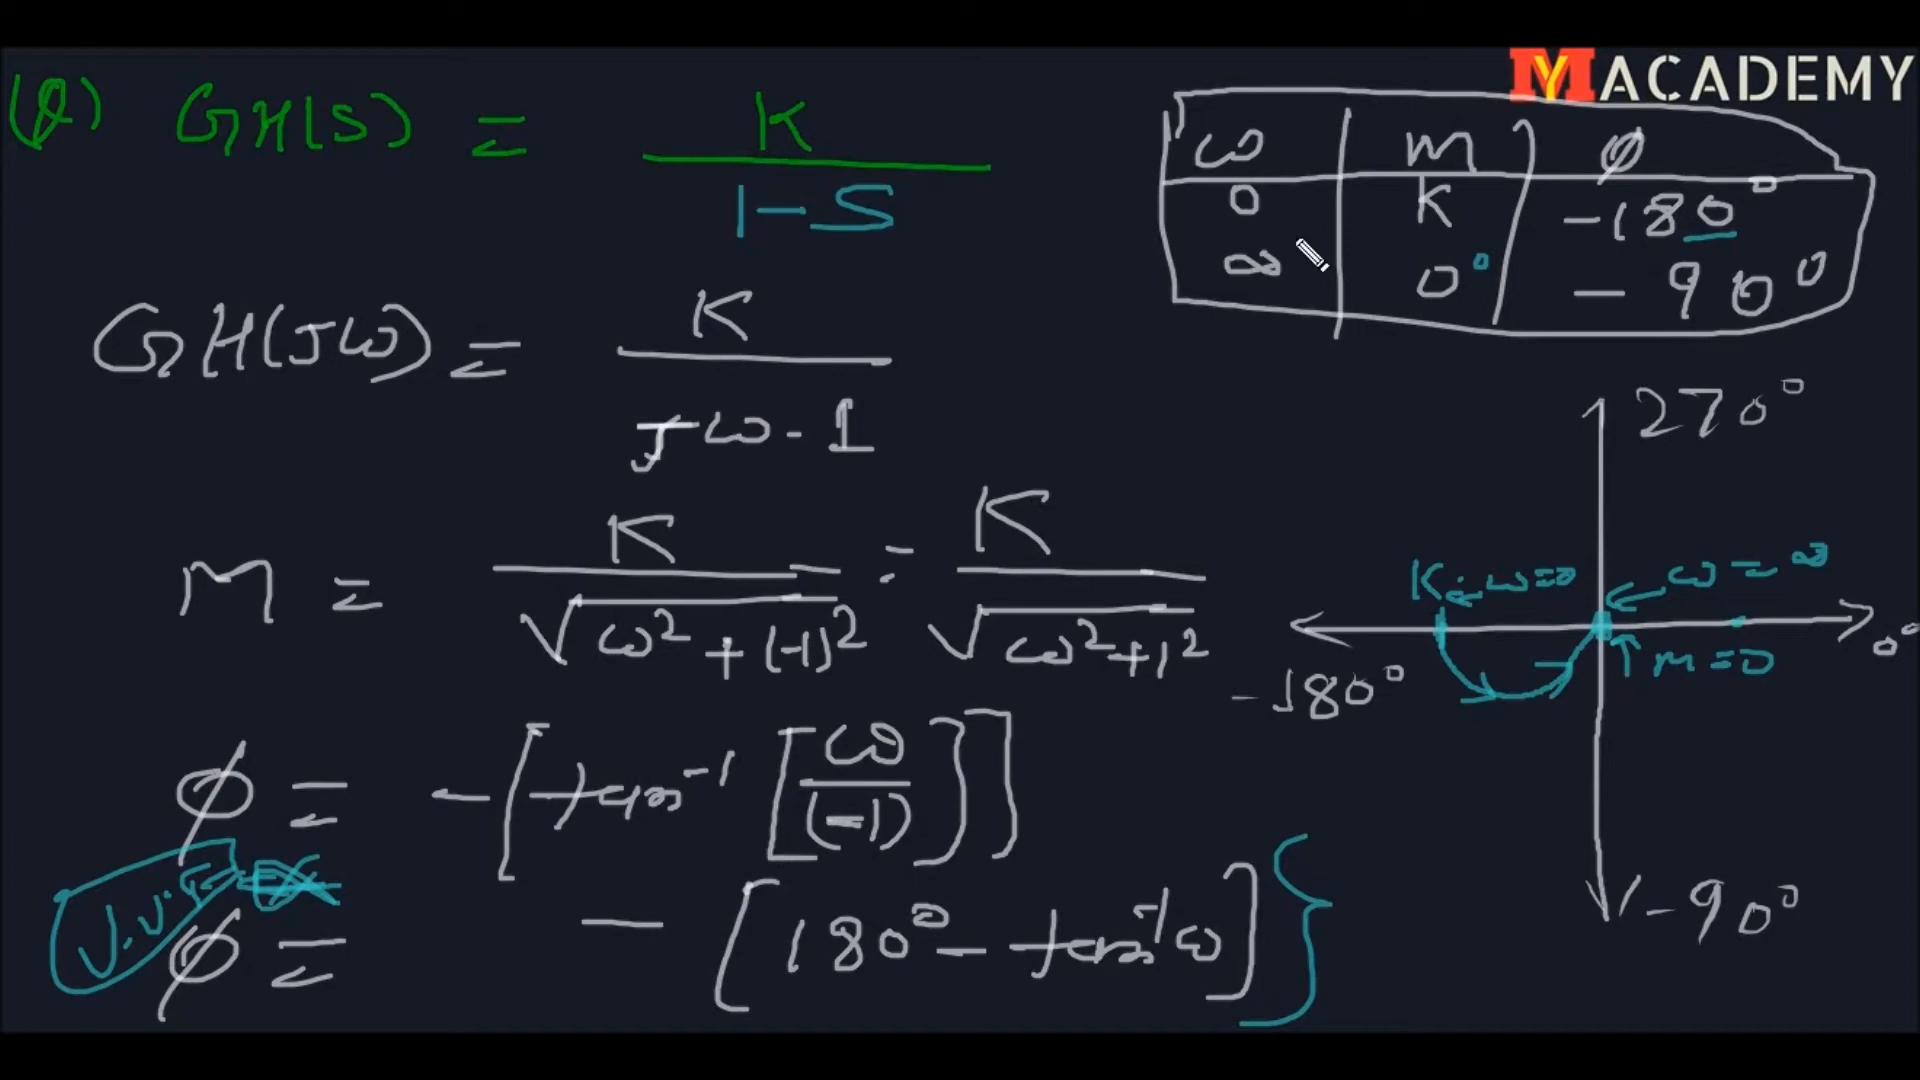 MACADEMY
(Q) GH(S) = K / 1-S
ω | M | ϕ
0 | K | -180°
∞ | 0° | -90°
GH(Jω) = K / Jω-1
M = K / √ω²+(-1)² = K / √ω²+1²
ϕ = -[tan⁻¹[ω/(-1)]]
V.V.
ϕ = -[180°-tan⁻¹ω]
270°
K ω=0
ω=∞
0°
-180°
M=0
-90°